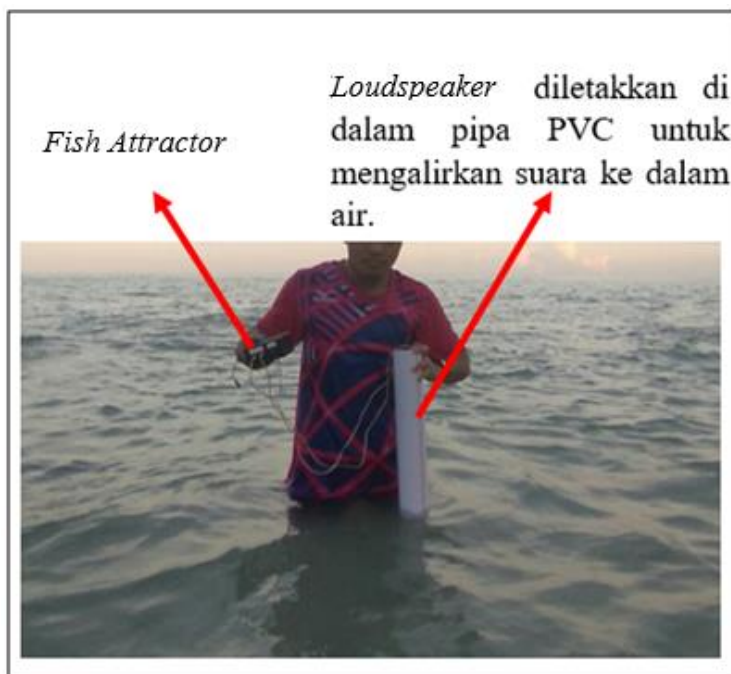 Fish Attractor
Loudspeaker diletakkan di
dalam pipa PVC untuk
mengalirkan suara ke dalam
air.